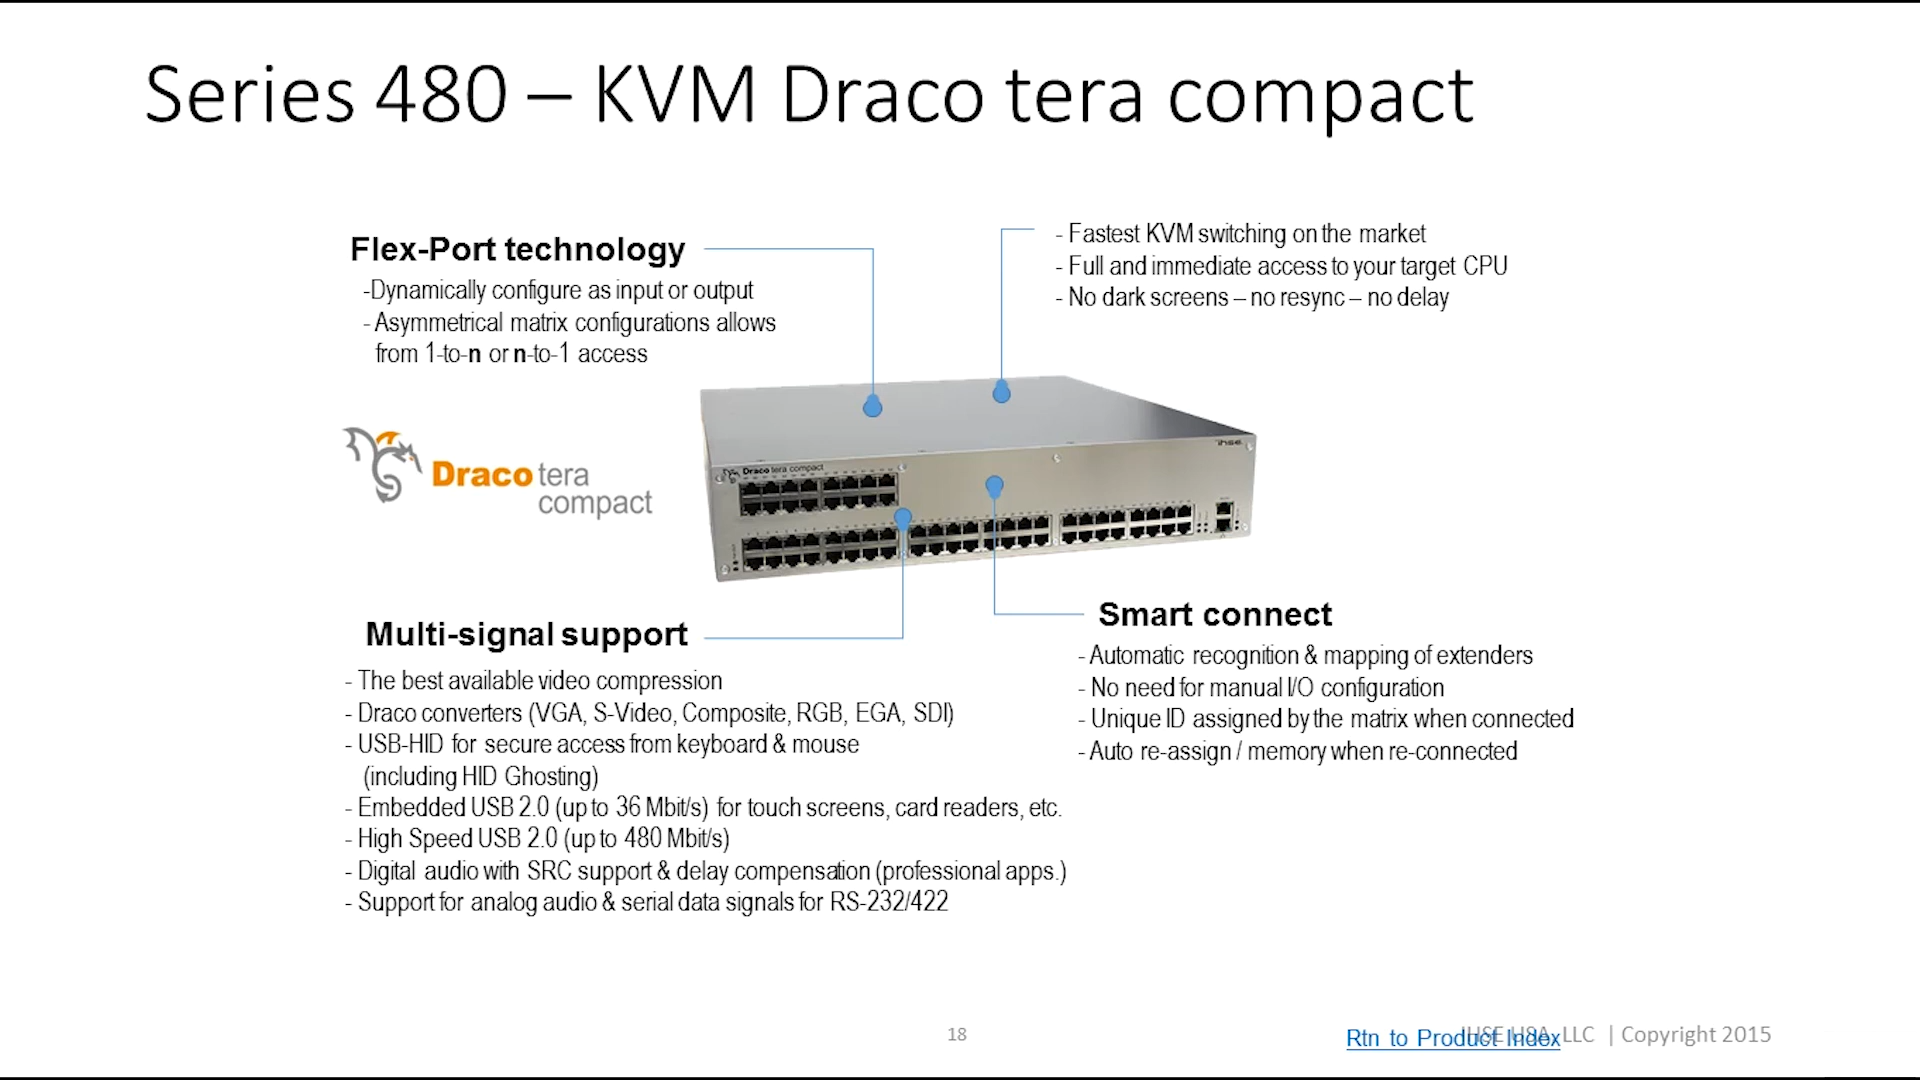 Series 480 – KVM Draco tera compact
Flex-Port technology
-Dynamically configure as input or output
- Asymmetrical matrix configurations allows
from 1-to-n or n-to-1 access
- Fastest KVM switching on the market
- Full and immediate access to your target CPU
- No dark screens – no resync – no delay
Draco tera
compact
Draco tera compact
ihse
Multi-signal support
- The best available video compression
- Draco converters (VGA, S-Video, Composite, RGB, EGA, SDI)
- USB-HID for secure access from keyboard & mouse
(including HID Ghosting)
- Embedded USB 2.0 (up to 36 Mbit/s) for touch screens, card readers, etc.
- High Speed USB 2.0 (up to 480 Mbit/s)
- Digital audio with SRC support & delay compensation (professional apps.)
- Support for analog audio & serial data signals for RS-232/422
Smart connect
- Automatic recognition & mapping of extenders
- No need for manual I/O configuration
- Unique ID assigned by the matrix when connected
- Auto re-assign / memory when re-connected
18
Rtn to Product Index
IHSE USA, LLC | Copyright 2015